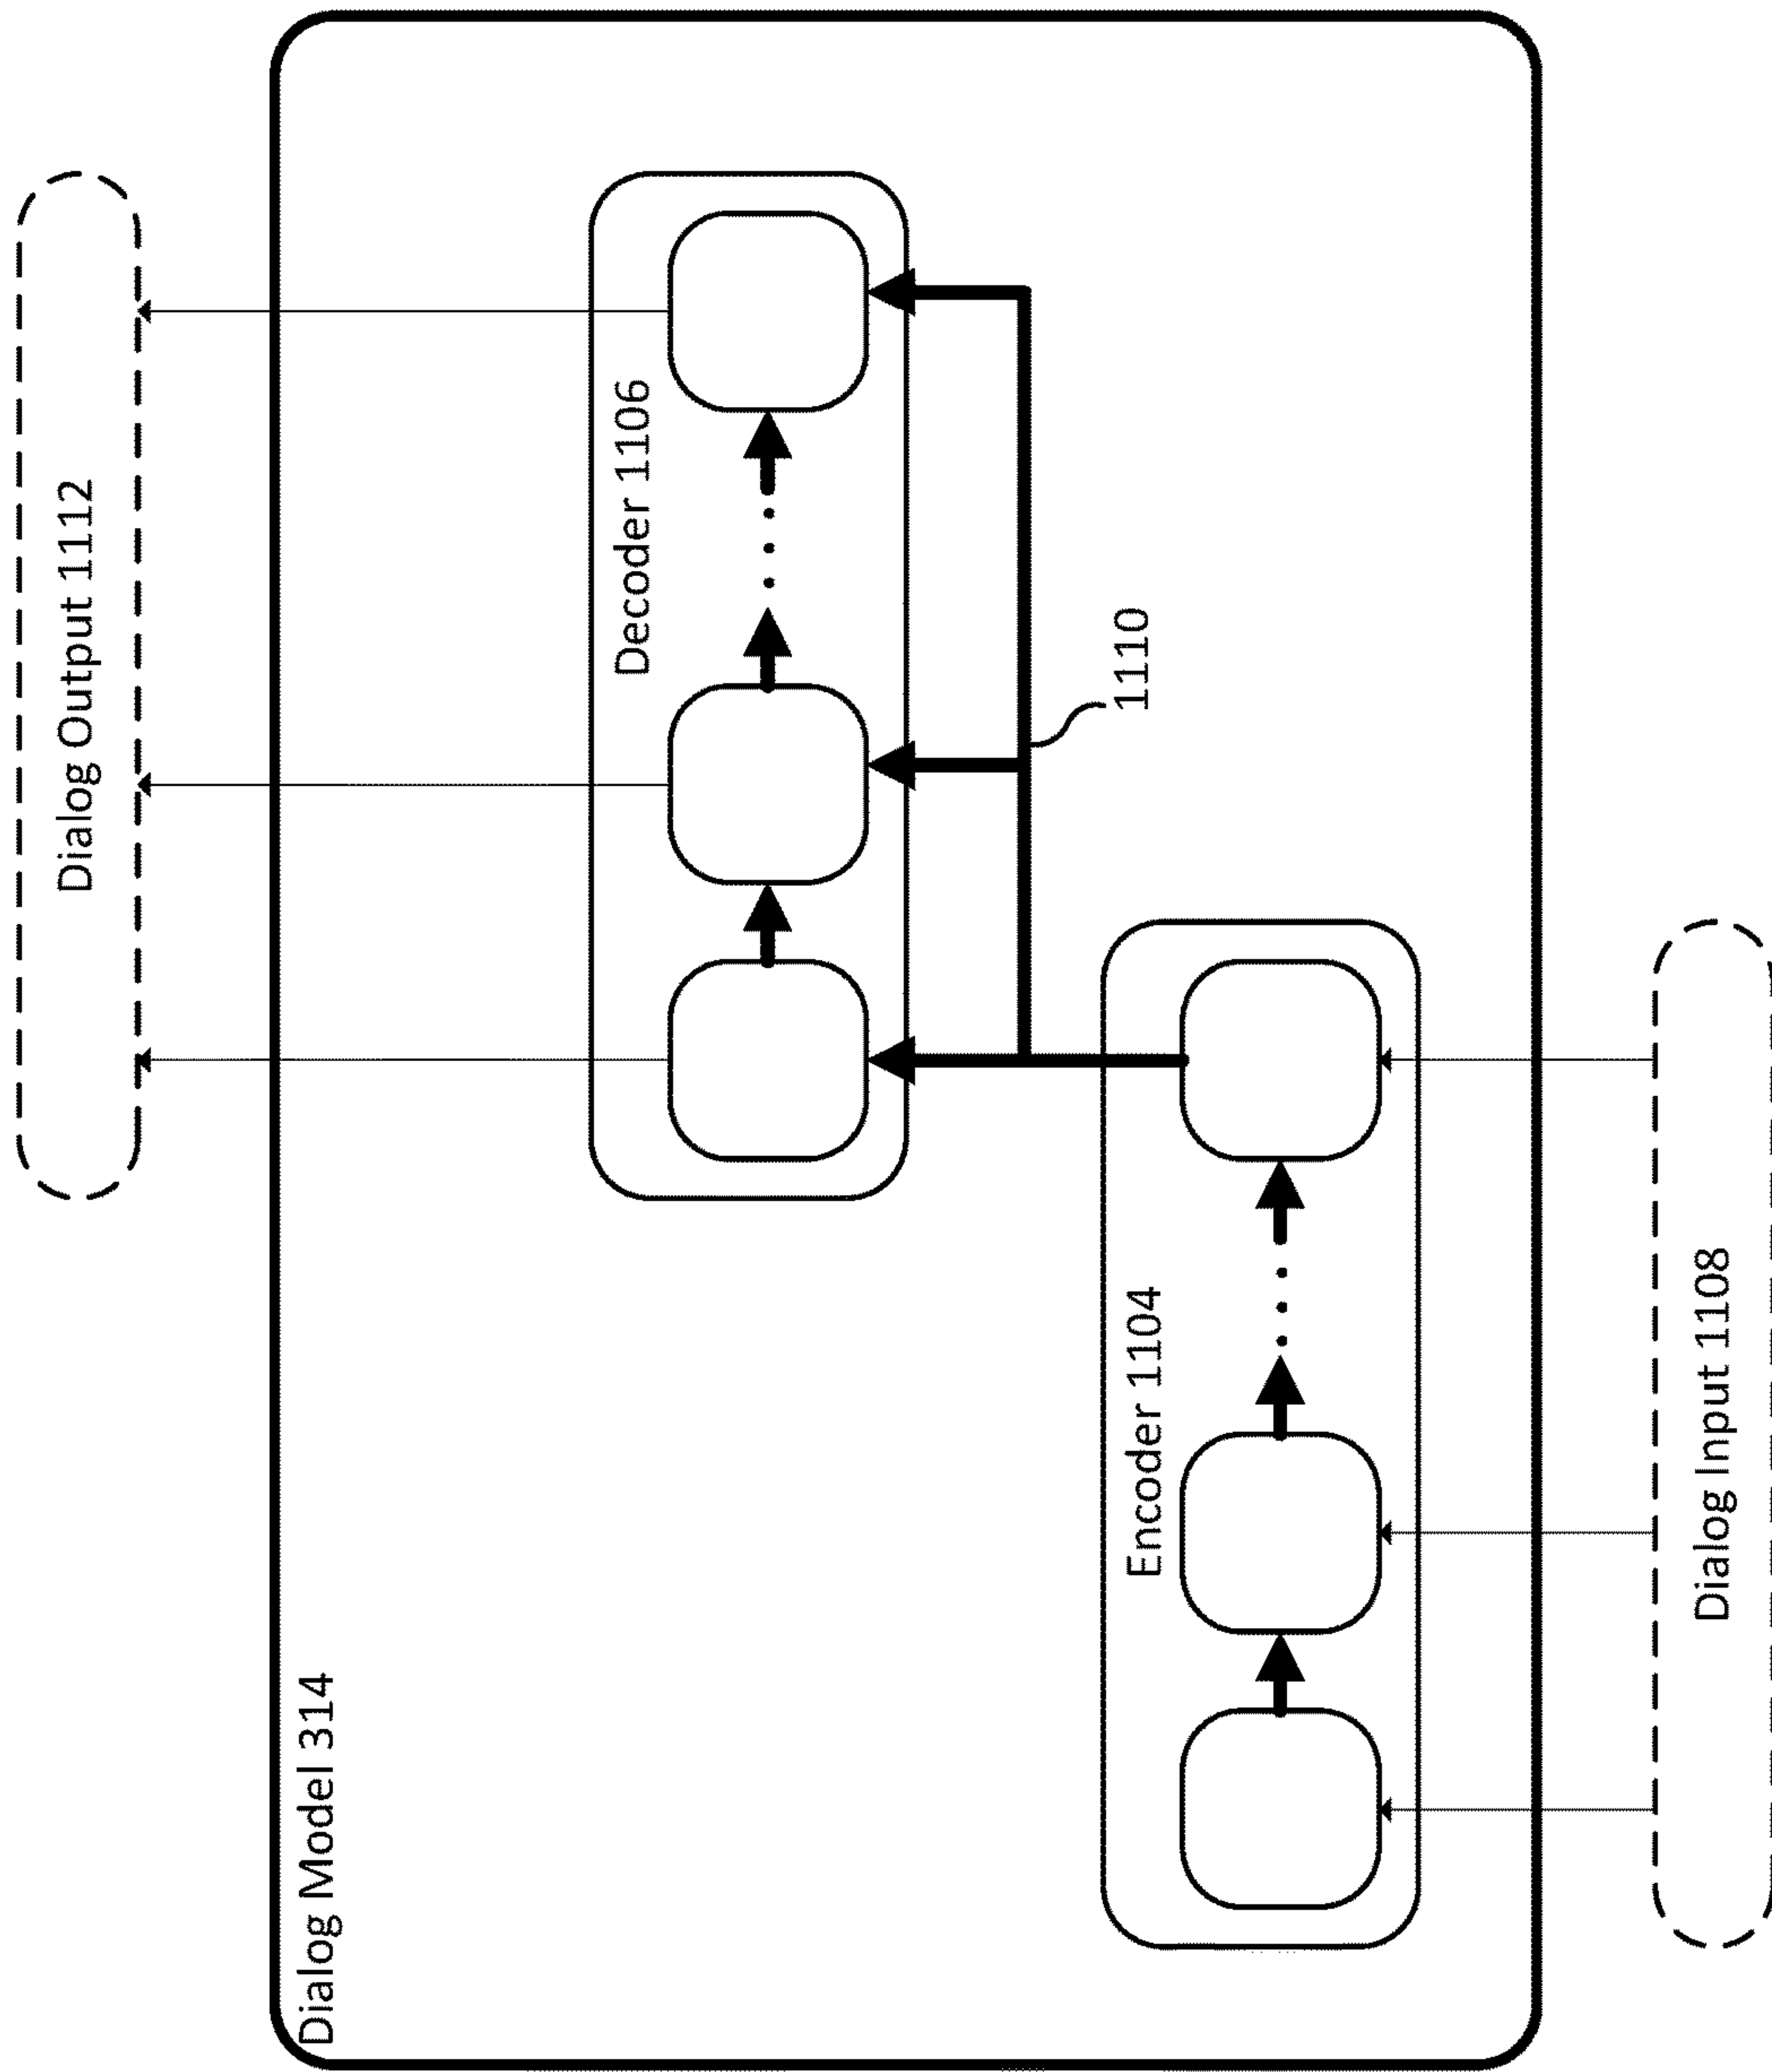 Dialog Model 314
Dialog Output 1112
Decoder 1106
1110
Encoder 1104
Dialog Input 1108